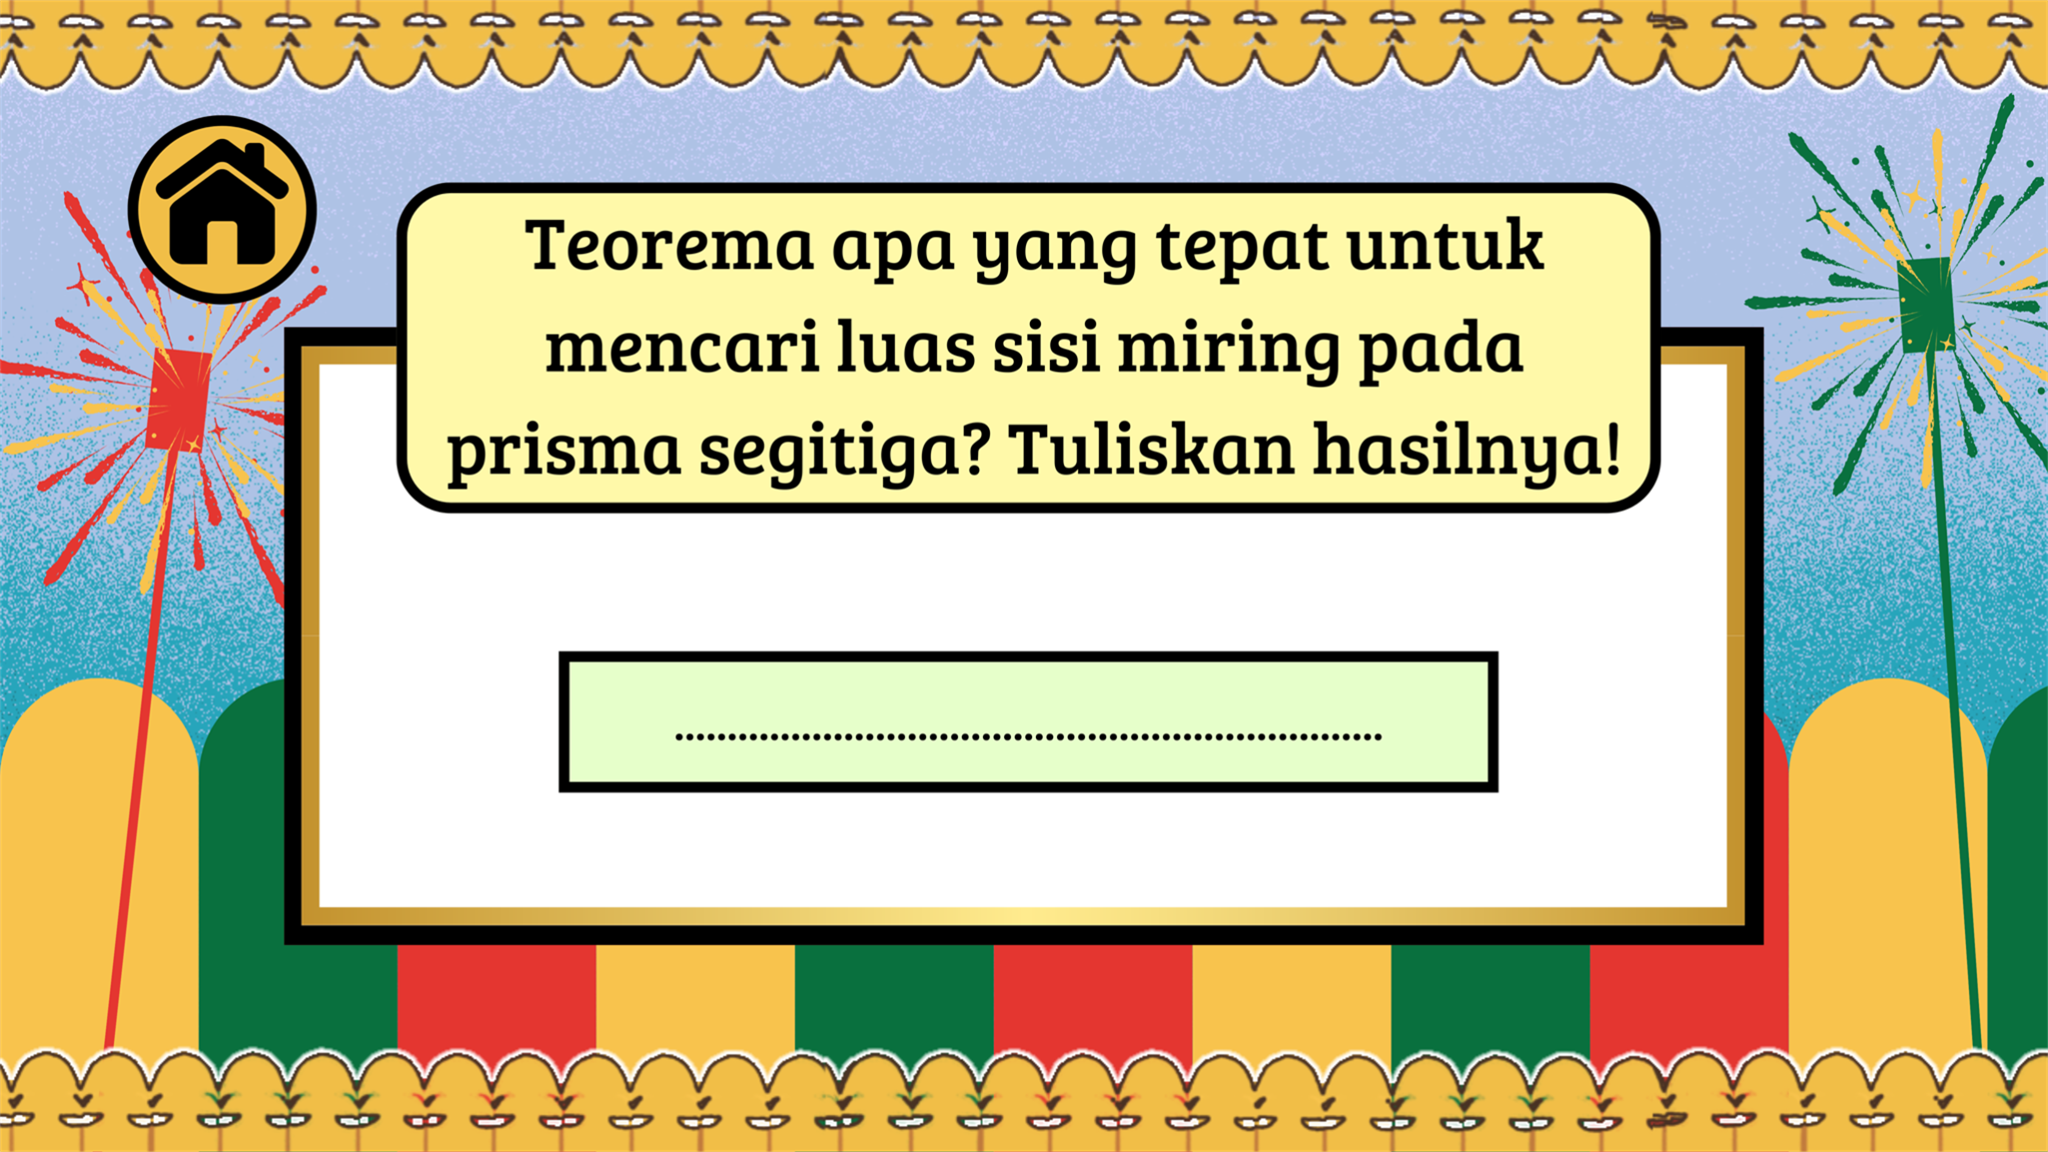 Teorema apa yang tepat untuk
mencari luas sisi miring pada
prisma segitiga? Tuliskan hasilnya!
....................................................................